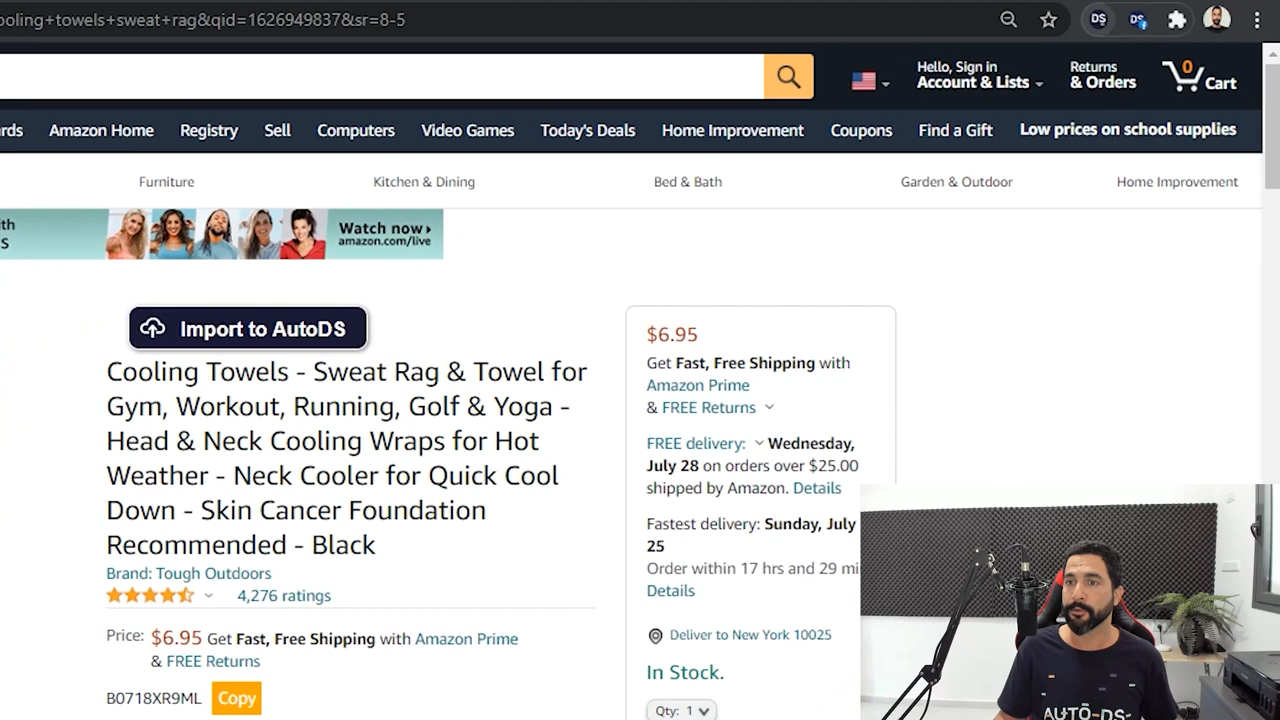 ooling+towels+sweat+rag&qid=1626949837&sr=8-5
DS
DS
Hello, Sign in
Account & Lists
Returns
& Orders
0
Cart
rds
Amazon Home
Registry
Sell
Computers
Video Games
Today's Deals
Home Improvement
Coupons
Find a Gift
Low prices on school supplies
Furniture
Kitchen & Dining
Bed & Bath
Garden & Outdoor
Home Improvement
ith
S
Watch now
amazon.com/live
Import to AutoDS
Cooling Towels - Sweat Rag & Towel for
Gym, Workout, Running, Golf & Yoga -
Head & Neck Cooling Wraps for Hot
Weather - Neck Cooler for Quick Cool
Down - Skin Cancer Foundation
Recommended - Black
Brand: Tough Outdoors
4,276 ratings
Price: $6.95 Get Fast, Free Shipping with Amazon Prime
& FREE Returns
B0718XR9ML
Copy
$6.95
Get Fast, Free Shipping with
Amazon Prime
& FREE Returns
FREE delivery: Wednesday,
July 28 on orders over $25.00
shipped by Amazon. Details
Fastest delivery: Sunday, July
25
Order within 17 hrs and 29 mi
Details
Deliver to New York 10025
In Stock.
Qty: 1
AUTO-DS